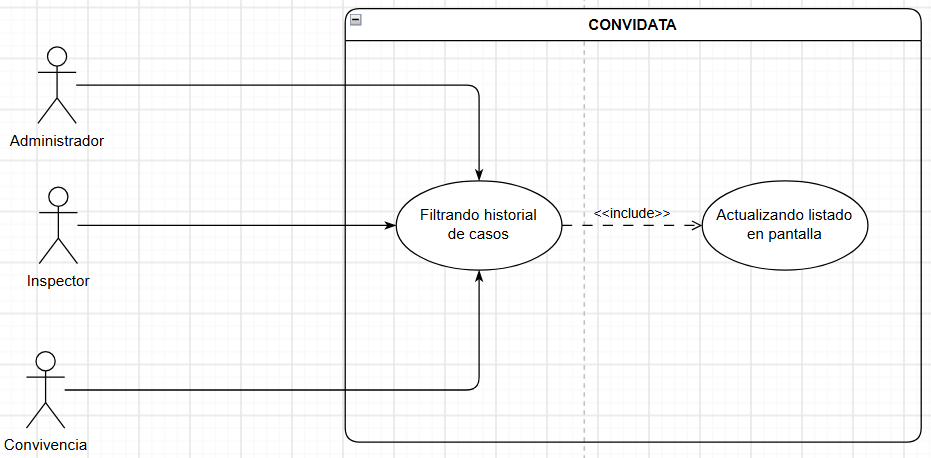 CONVIDATA
Administrador
Inspector
Convivencia
Filtrando historial
de casos
<<include>>
Actualizando listado
en pantalla